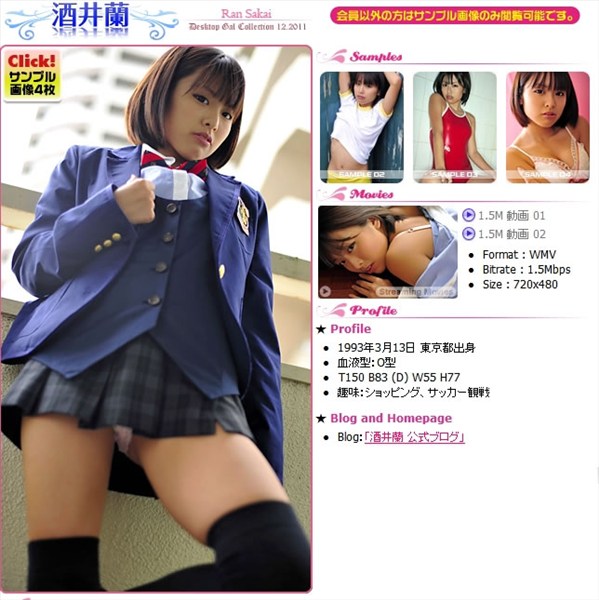 酒井蘭
Ran Sakai
Desktop Gal Collection 12.2011
会員以外の方はサンプル画像のみ閲覧可能です。
Click!
サンプル
画像4枚
Samples
SAMPLE 02
SAMPLE 03
SAMPLE 04
Movies
1.5M 動画 01
1.5M 動画 02
Format : WMV
Bitrate : 1.5Mbps
Size : 720x480
Streaming Movies
Profile
★ Profile
1993年3月13日 東京都出身
血液型:O型
T150 B83 (D) W55 H77
趣味:ショッピング、サッカー観戦
★ Blog and Homepage
Blog:「酒井蘭 公式ブログ」